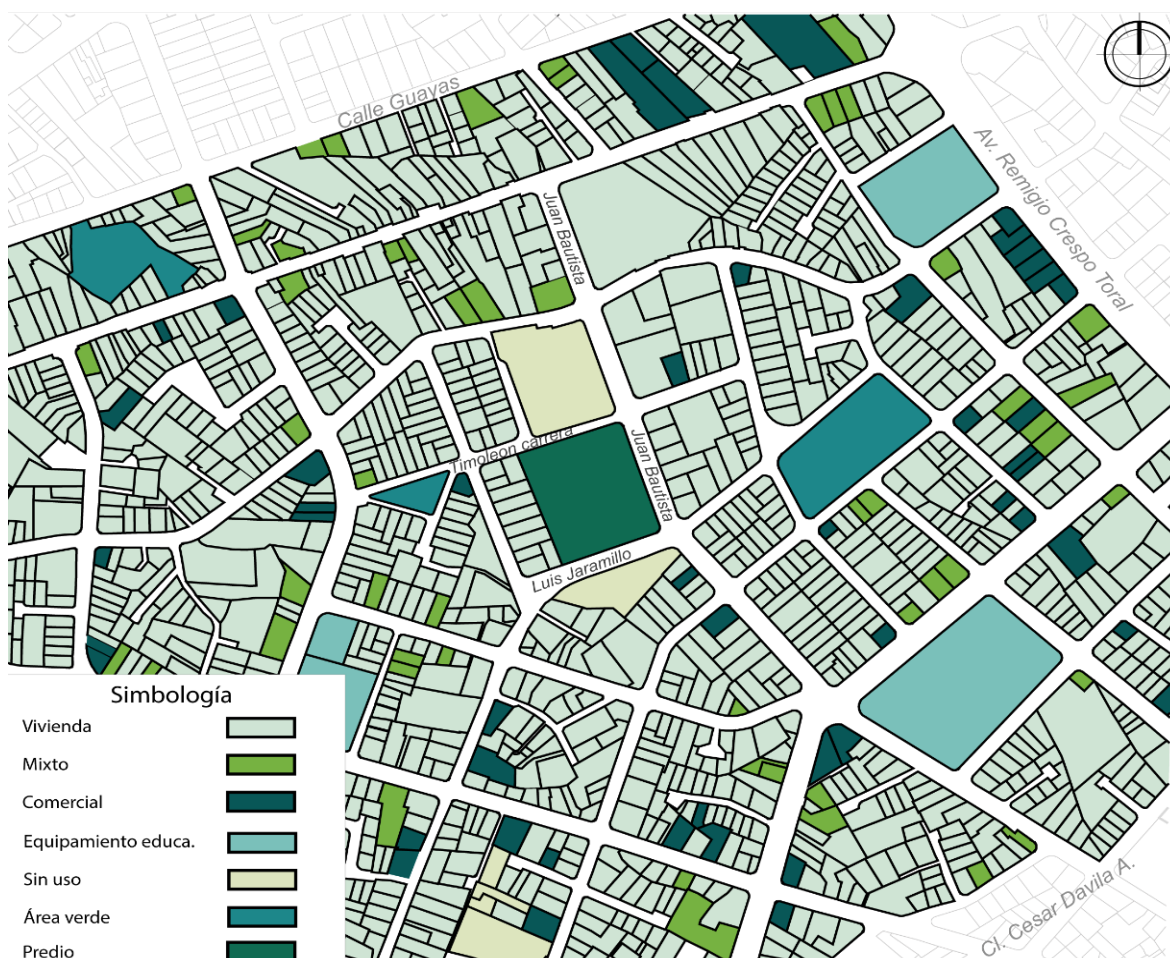 Calle Guayas
Av. Remigio Crespo Toral
Juan Bautista
Timoleon carrera
Juan Bautista
Luis Jaramillo
Cl. Cesar Davila A.
Simbología
Vivienda
Mixto
Comercial
Equipamiento educa.
Sin uso
Área verde
Predio